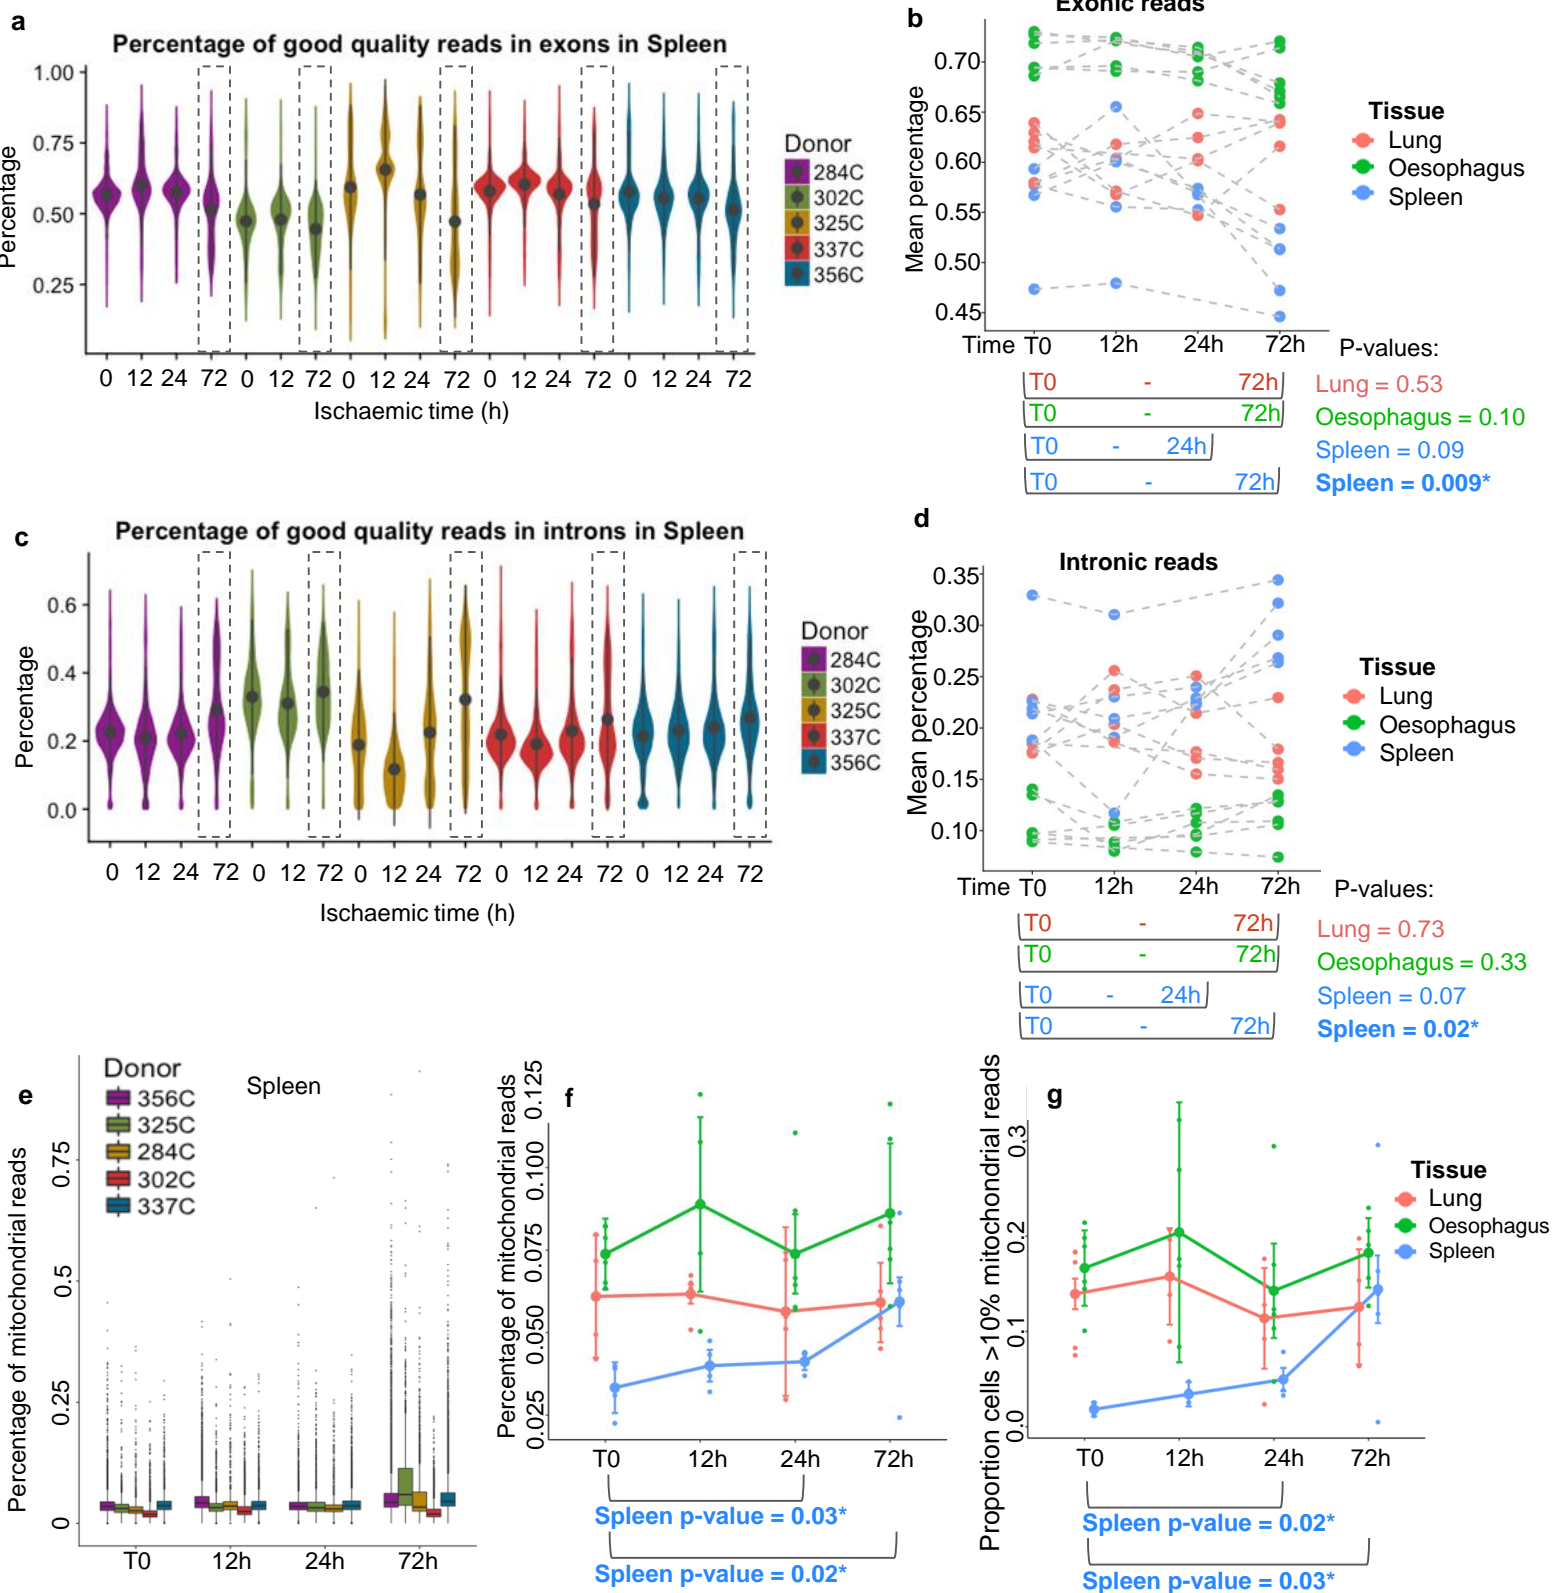 a
Percentage of good quality reads in exons in Spleen
Percentage
1.00
0.75
0.50
0.25
0 12 24 72 0 12 72 0 12 24 72 0 12 24 72 0 12 24 72
Ischaemic time (h)
Donor
284C
302C
325C
337C
356C
b
Exonic reads
Mean percentage
0.70
0.65
0.60
0.55
0.50
0.45
Time T0 12h 24h 72h
Tissue
Lung
Oesophagus
Spleen
P-values:
T0 - 72h Lung = 0.53
T0 - 72h Oesophagus = 0.10
T0 - 24h Spleen = 0.09
T0 - 72h Spleen = 0.009*
c
Percentage of good quality reads in introns in Spleen
Percentage
0.6
0.4
0.2
0.0
0 12 24 72 0 12 72 0 12 24 72 0 12 24 72 0 12 24 72
Ischaemic time (h)
Donor
284C
302C
325C
337C
356C
d
Intronic reads
Mean percentage
0.35
0.30
0.25
0.20
0.15
0.10
Time T0 12h 24h 72h
Tissue
Lung
Oesophagus
Spleen
P-values:
T0 - 72h Lung = 0.73
T0 - 72h Oesophagus = 0.33
T0 - 24h Spleen = 0.07
T0 - 72h Spleen = 0.02*
e
Spleen
Donor
356C
325C
284C
302C
337C
Percentage of mitochondrial reads
0.75
0.5
0.25
0
T0 12h 24h 72h
f
Percentage of mitochondrial reads
0.125
0.100
0.075
0.050
0.025
T0 12h 24h 72h
Spleen p-value = 0.03*
Spleen p-value = 0.02*
g
Proportion cells >10% mitochondrial reads
0.3
0.2
0.1
0.0
T0 12h 24h 72h
Tissue
Lung
Oesophagus
Spleen
Spleen p-value = 0.02*
Spleen p-value = 0.03*